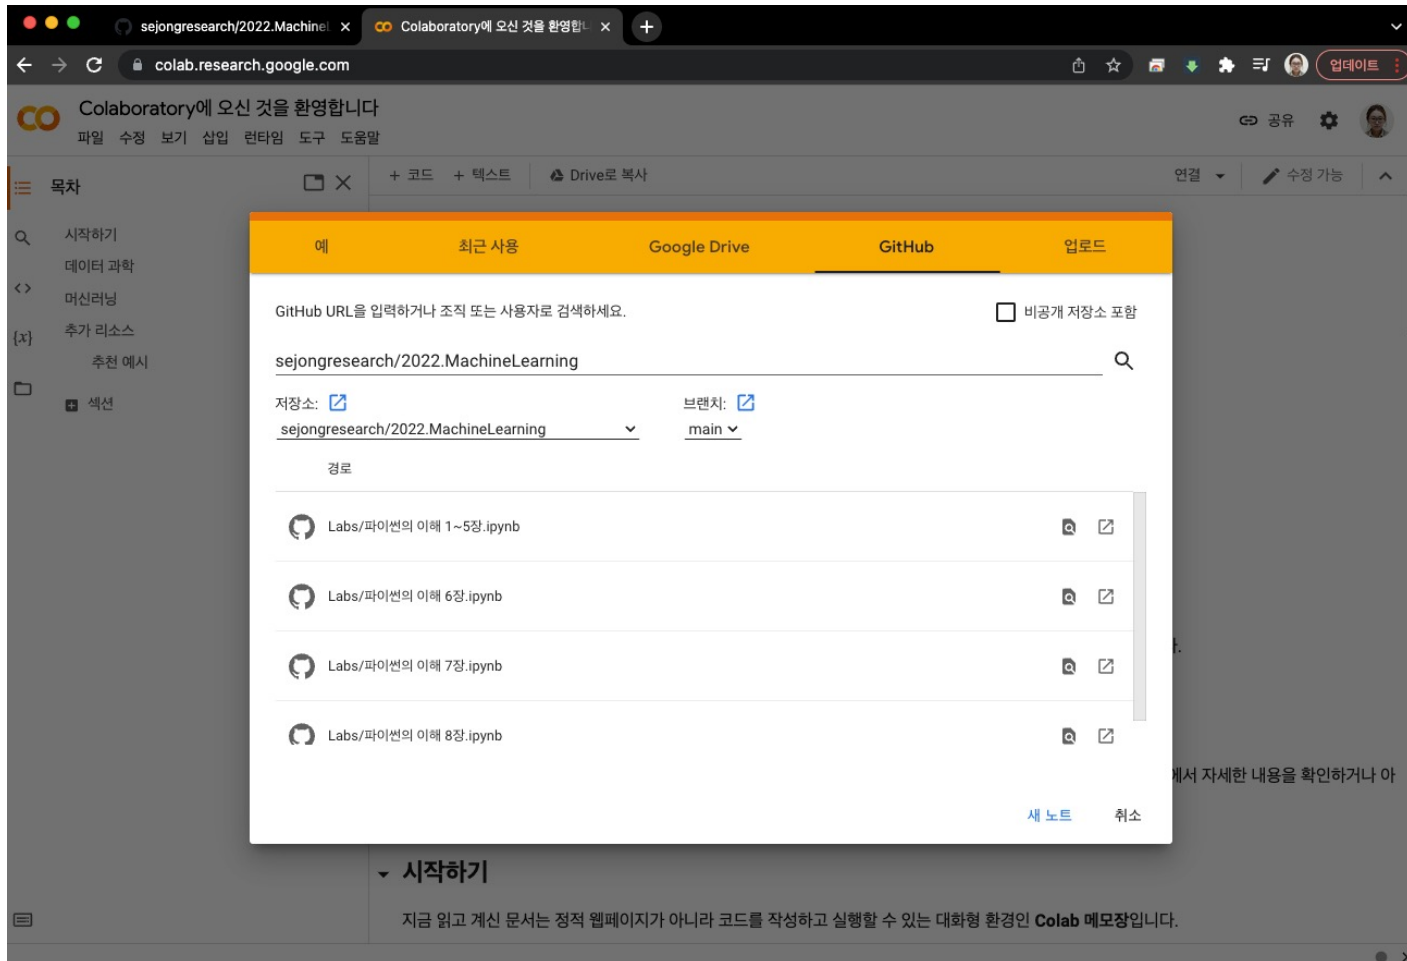 sejongresearch/2022.Machinel
Colaboratory에 오신 것을 환영합니
colab.research.google.com
업데이트
Colaboratory에 오신 것을 환영합니다
파일 수정 보기 삽입 런타임 도구 도움말
공유
목차
+ 코드 + 텍스트 Drive로 복사
연결
수정 가능
시작하기
데이터 과학
머신러닝
추가 리소스
추천 예시
섹션
{x}
예 최근 사용 Google Drive GitHub 업로드
GitHub URL을 입력하거나 조직 또는 사용자로 검색하세요.
비공개 저장소 포함
sejongresearch/2022.MachineLearning
저장소: 브랜치:
sejongresearch/2022.MachineLearning main
경로
Labs/파이썬의 이해 1~5장.ipynb
Labs/파이썬의 이해 6장.ipynb
Labs/파이썬의 이해 7장.ipynb
Labs/파이썬의 이해 8장.ipynb
새 노트 취소
에서 자세한 내용을 확인하거나 아
시작하기
지금 읽고 계신 문서는 정적 웹페이지가 아니라 코드를 작성하고 실행할 수 있는 대화형 환경인 Colab 메모장입니다.